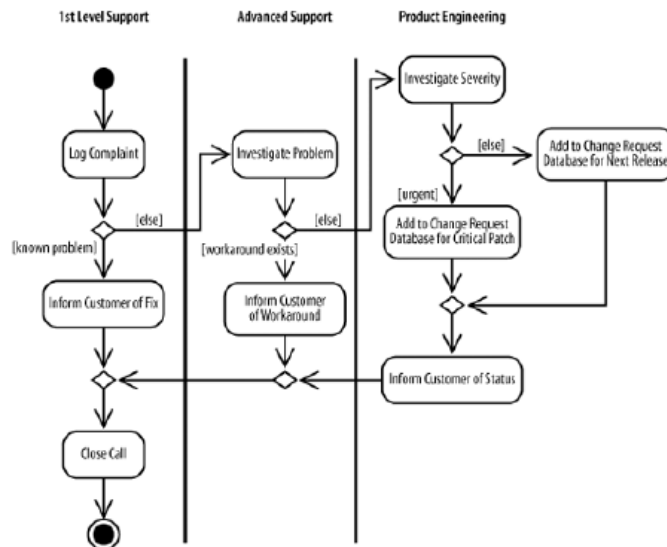 1st Level Support
Advanced Support
Product Engineering
Investigate Severity
Log Complaint
Investigate Problem
[else]
Add to Change Request
Database for Next Release
[else]
[else]
[urgent]
[known problem]
[workaround exists]
Add to Change Request
Database for Critical Patch
Inform Customer of Fix
Inform Customer
of Workaround
Inform Customer of Status
Close Call